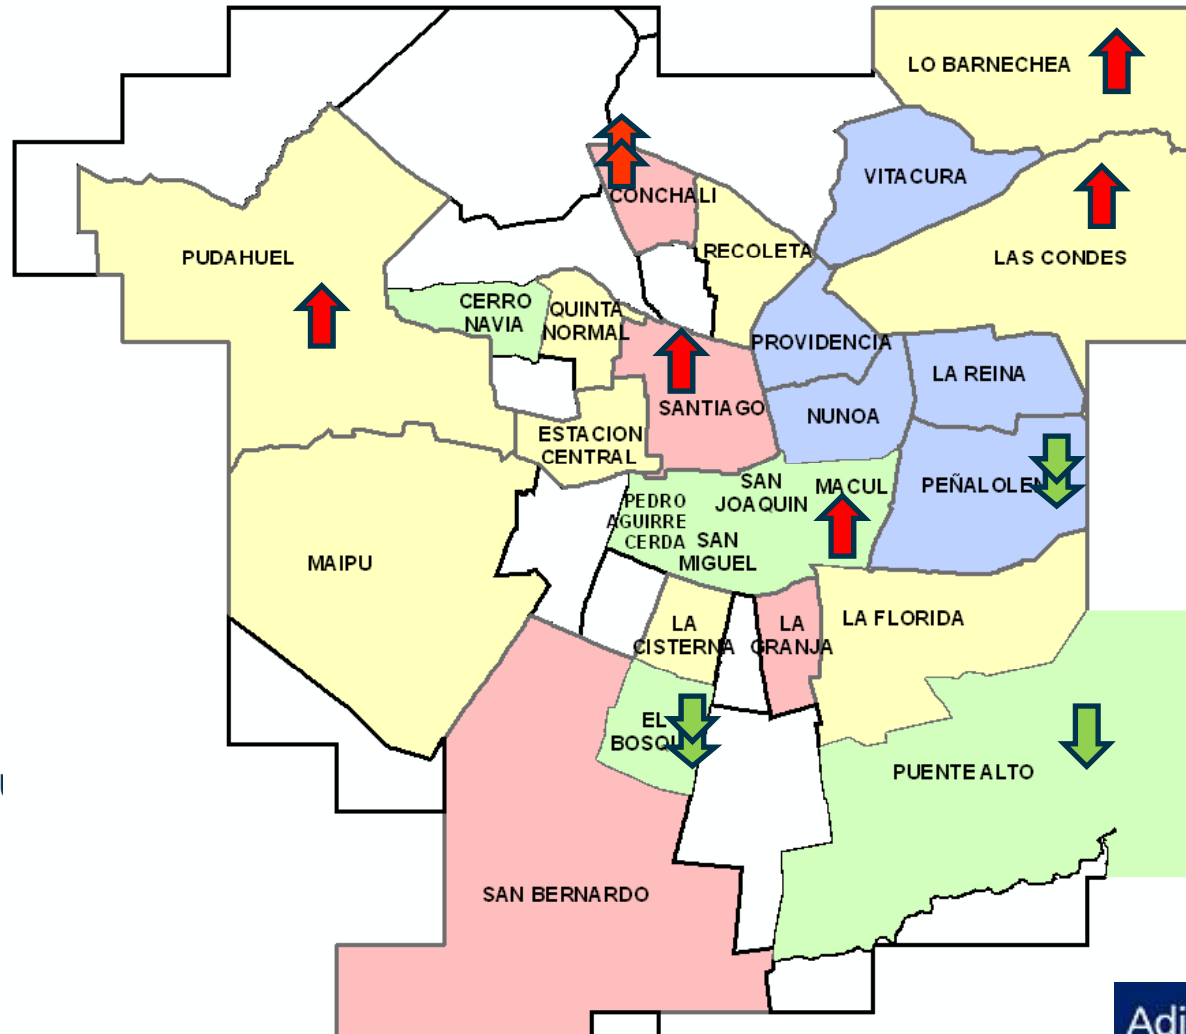 LO BARNECHEA
VITACURA
CONCHALI
RECOLETA
PUDAHUEL
LAS CONDES
CERRO
NAVIA
QUINTA
NORMAL
PROVIDENCIA
LA REINA
SANTIAGO
NUNOA
ESTACION
CENTRAL
SAN
JOAQUIN
MACUL
PEÑALOLEN
PEDRO
AGUIRRE
CERDA
SAN
MIGUEL
MAIPU
LA
CISTERNA
LA
GRANJA
LA FLORIDA
EL
BOSQUE
PUENTE ALTO
SAN BERNARDO